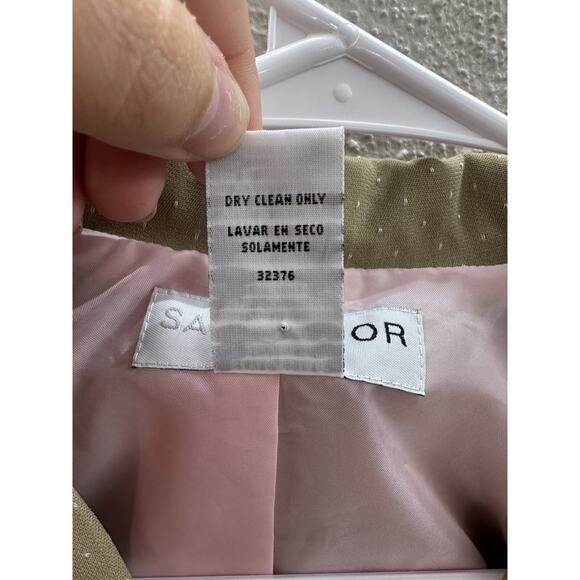 DRY CLEAN ONLY
LAVAR EN SECO
SOLAMENTE
32376
SA OR